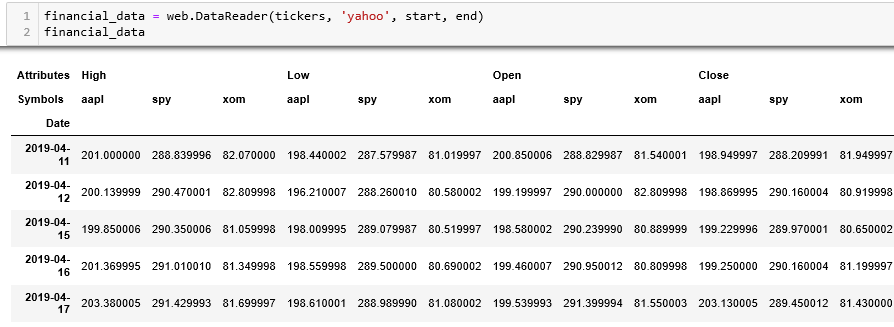 1 financial_data = web.DataReader(tickers, 'yahoo', start, end)
2 financial_data
Attributes High Low Open Close
Symbols aapl spy xom aapl spy xom aapl spy xom aapl spy xom
Date
2019-04-
11 201.000000 288.839996 82.070000 198.440002 287.579987 81.019997 200.850006 288.829987 81.540001 198.949997 288.209991 81.949997
2019-04-
12 200.139999 290.470001 82.809998 196.210007 288.260010 80.580002 199.199997 290.000000 82.809998 198.869995 290.160004 80.919998
2019-04-
15 199.850006 290.350006 81.059998 198.009995 289.079987 80.519997 198.580002 290.239990 80.889999 199.229996 289.970001 80.650002
2019-04-
16 201.369995 291.010010 81.349998 198.559998 289.500000 80.690002 199.460007 290.950012 80.809998 199.250000 290.160004 81.199997
2019-04-
17 203.380005 291.429993 81.699997 198.610001 288.989990 81.080002 199.539993 291.399994 81.550003 203.130005 289.450012 81.430000